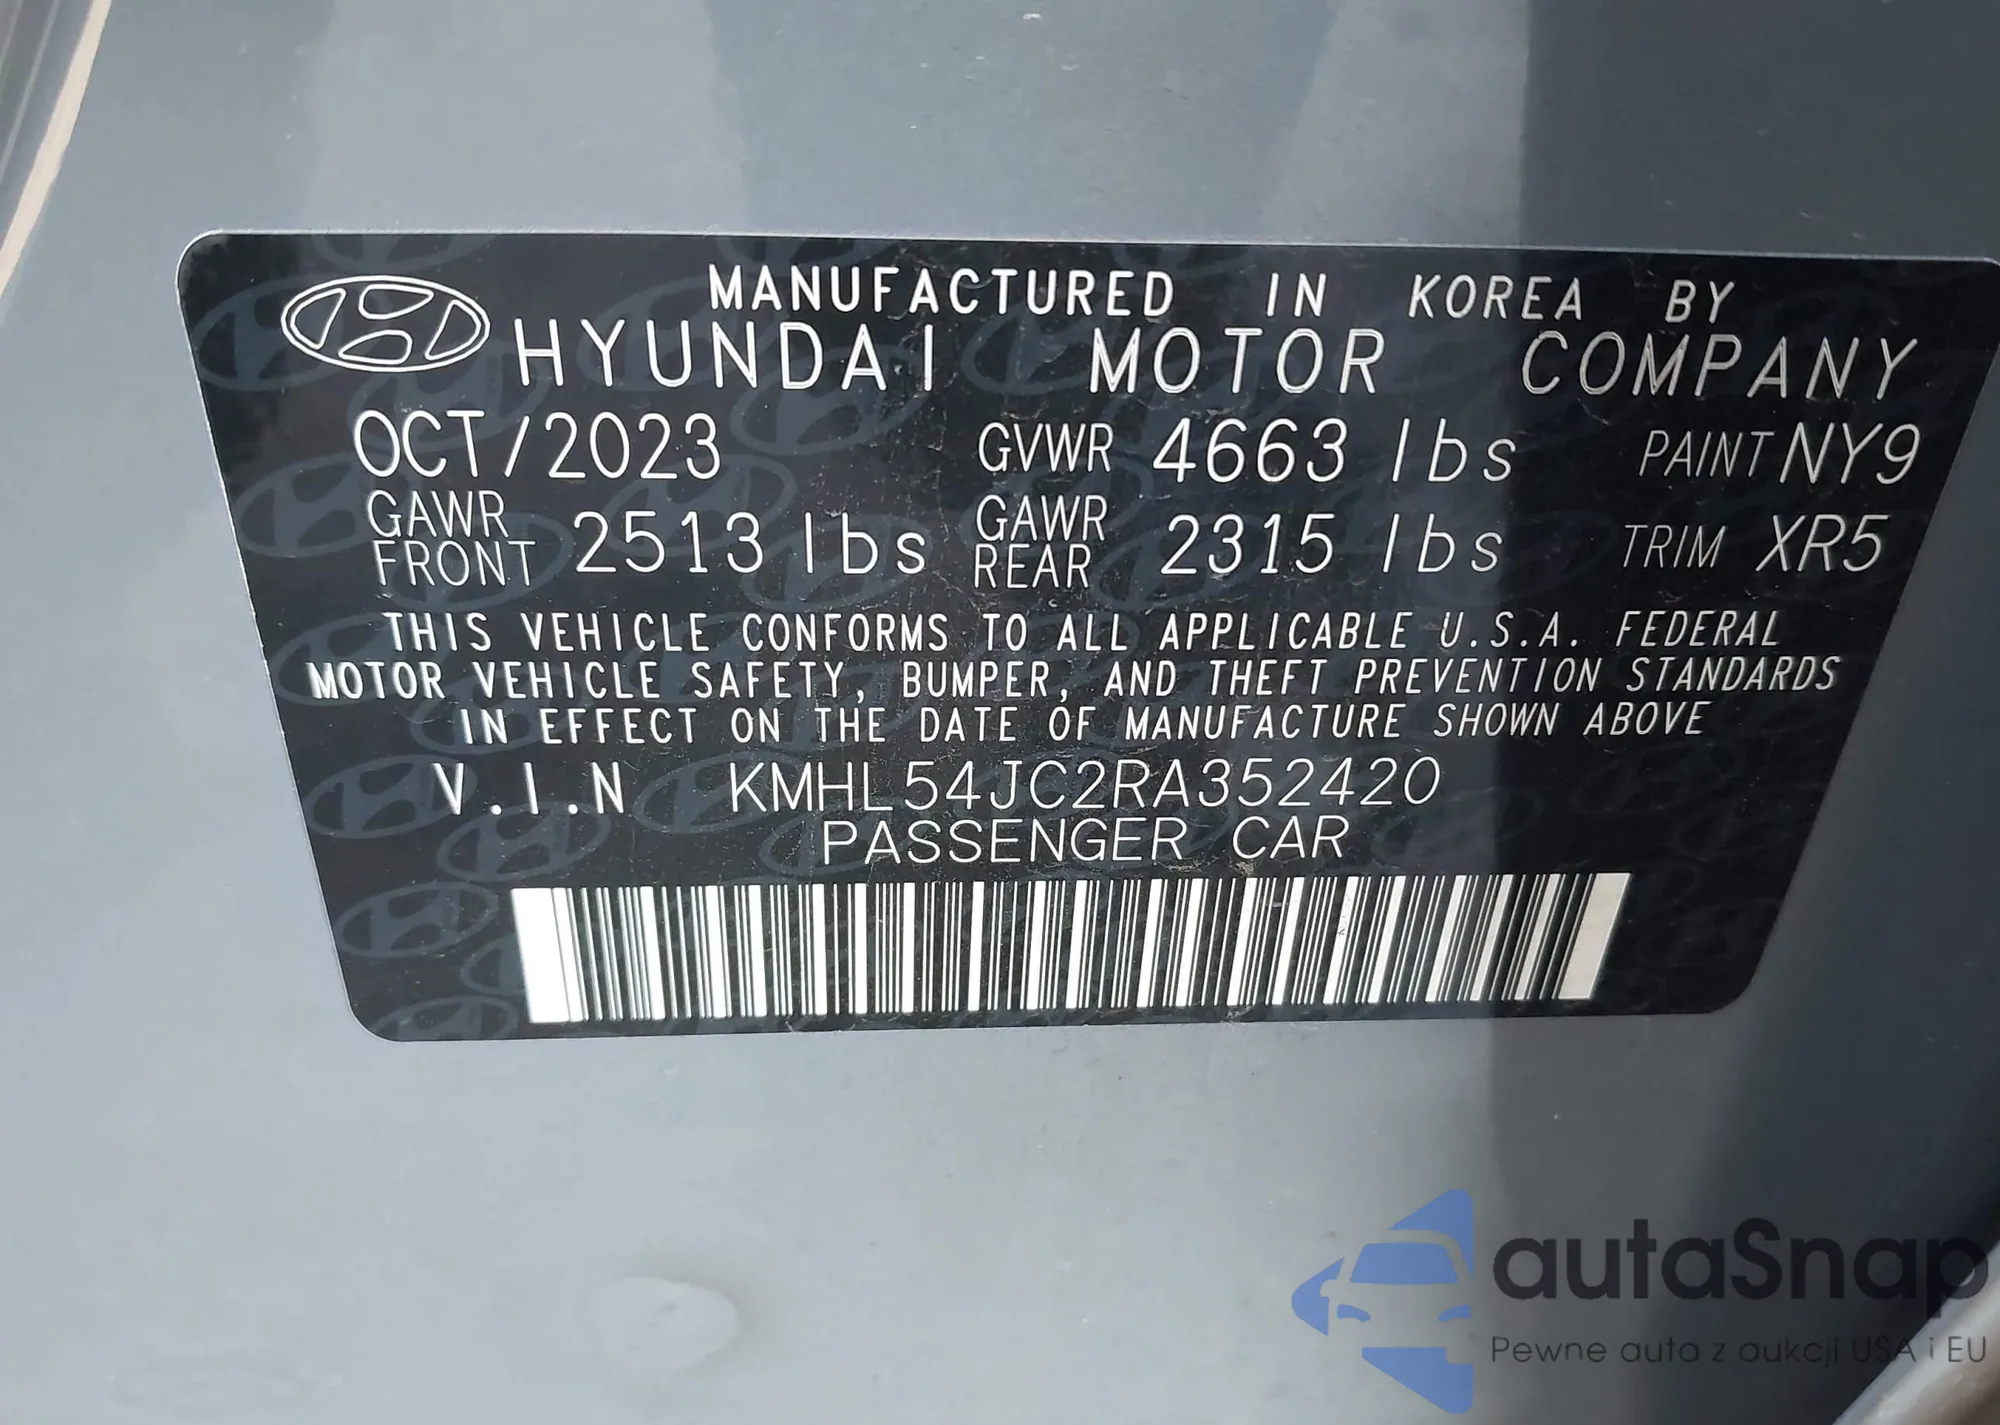 MANUFACTURED IN KOREA BY
HYUNDAI MOTOR COMPANY
OCT/2023 GVWR 4663 lbs PAINT NY9
GAWR FRONT 2513 lbs GAWR REAR 2315 lbs TRIM XR5
THIS VEHICLE CONFORMS TO ALL APPLICABLE U.S.A. FEDERAL
MOTOR VEHICLE SAFETY, BUMPER, AND THEFT PREVENTION STANDARDS
IN EFFECT ON THE DATE OF MANUFACTURE SHOWN ABOVE
V.I.N KMHL54JC2RA352420
PASSENGER CAR
autaSnap
Pewne auta z aukcji USA i EU